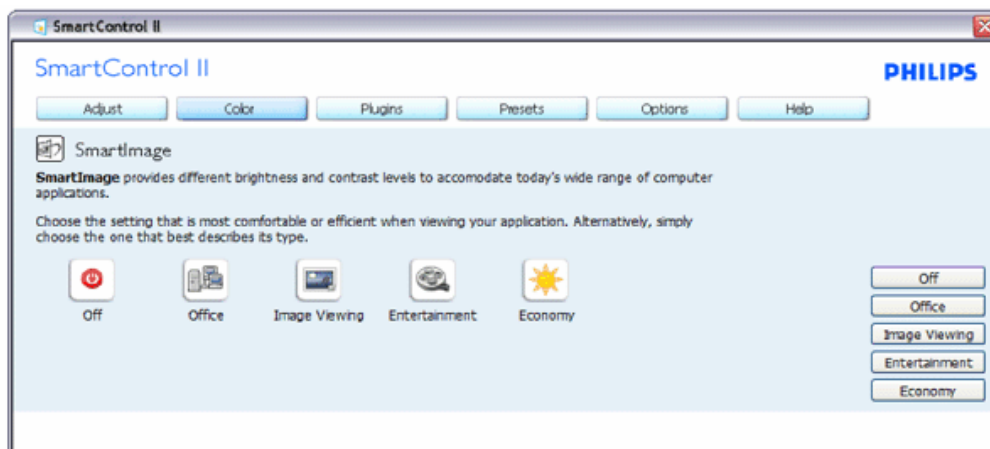 SmartControl II
SmartControl II
PHILIPS
Adjust
Color
Plugins
Presets
Options
Help
SmartImage
SmartImage provides different brightness and contrast levels to accomodate today's wide range of computer
applications.
Choose the setting that is most comfortable or efficient when viewing your application. Alternatively, simply
choose the one that best describes its type.
Off
Office
Image Viewing
Entertainment
Economy
Off
Office
Image Viewing
Entertainment
Economy